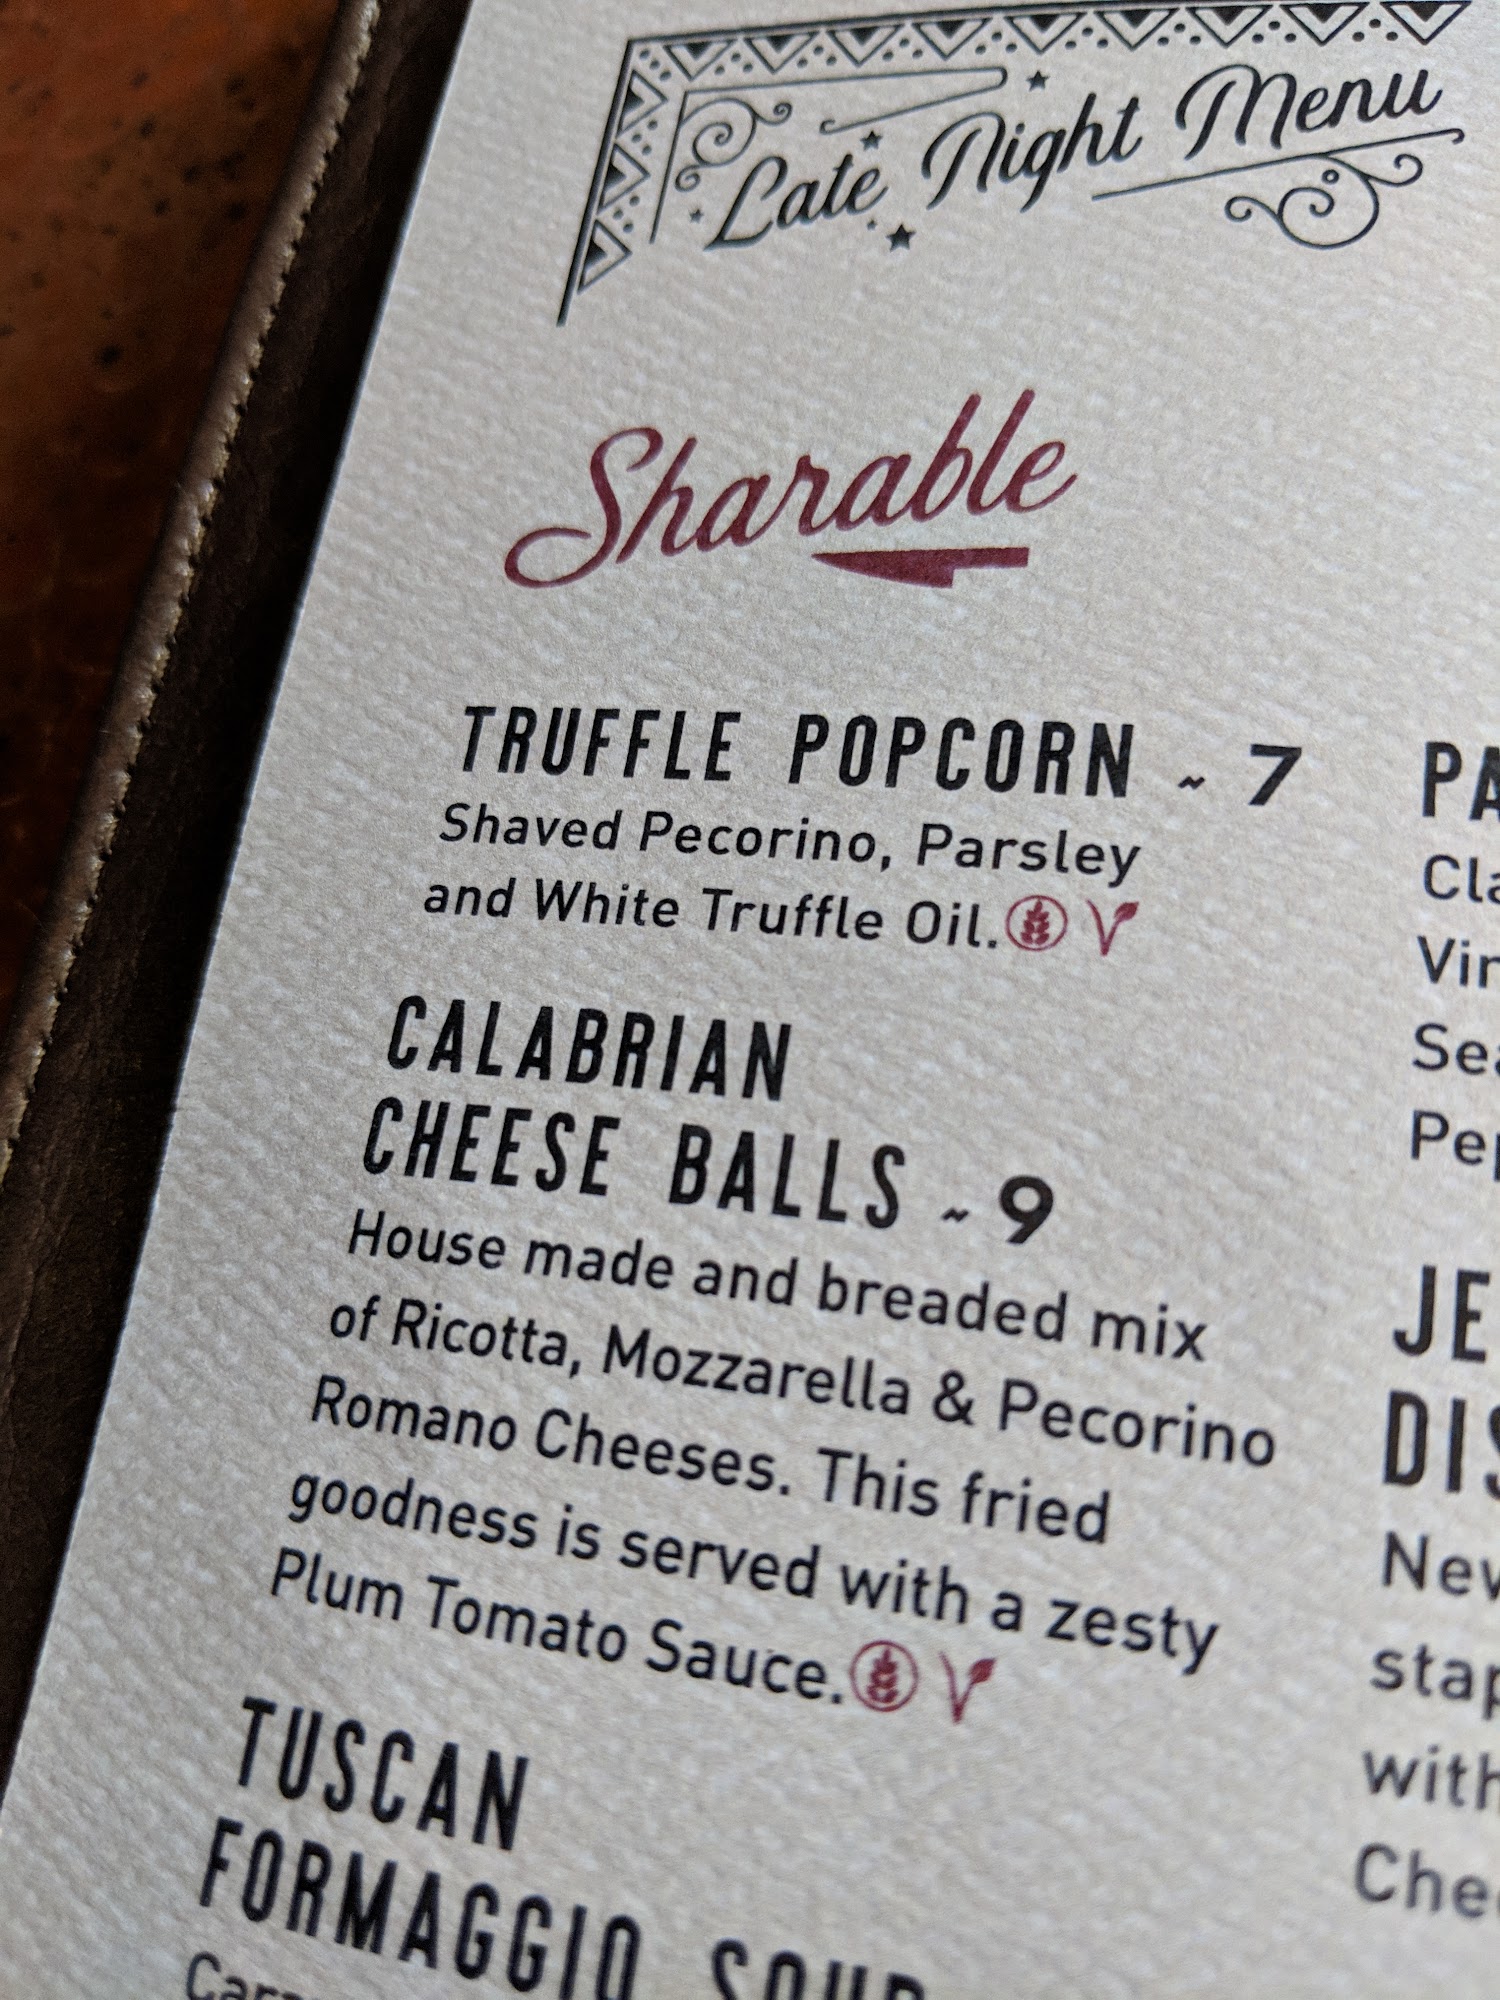 Late Night Menu
Sharable
TRUFFLE POPCORN ~ 7
Shaved Pecorino, Parsley
and White Truffle Oil.
CALABRIAN
CHEESE BALLS ~ 9
House made and breaded mix
of Ricotta, Mozzarella & Pecorino
Romano Cheeses. This fried
goodness is served with a zesty
Plum Tomato Sauce.
TUSCAN
FORMAGGIO SOUP